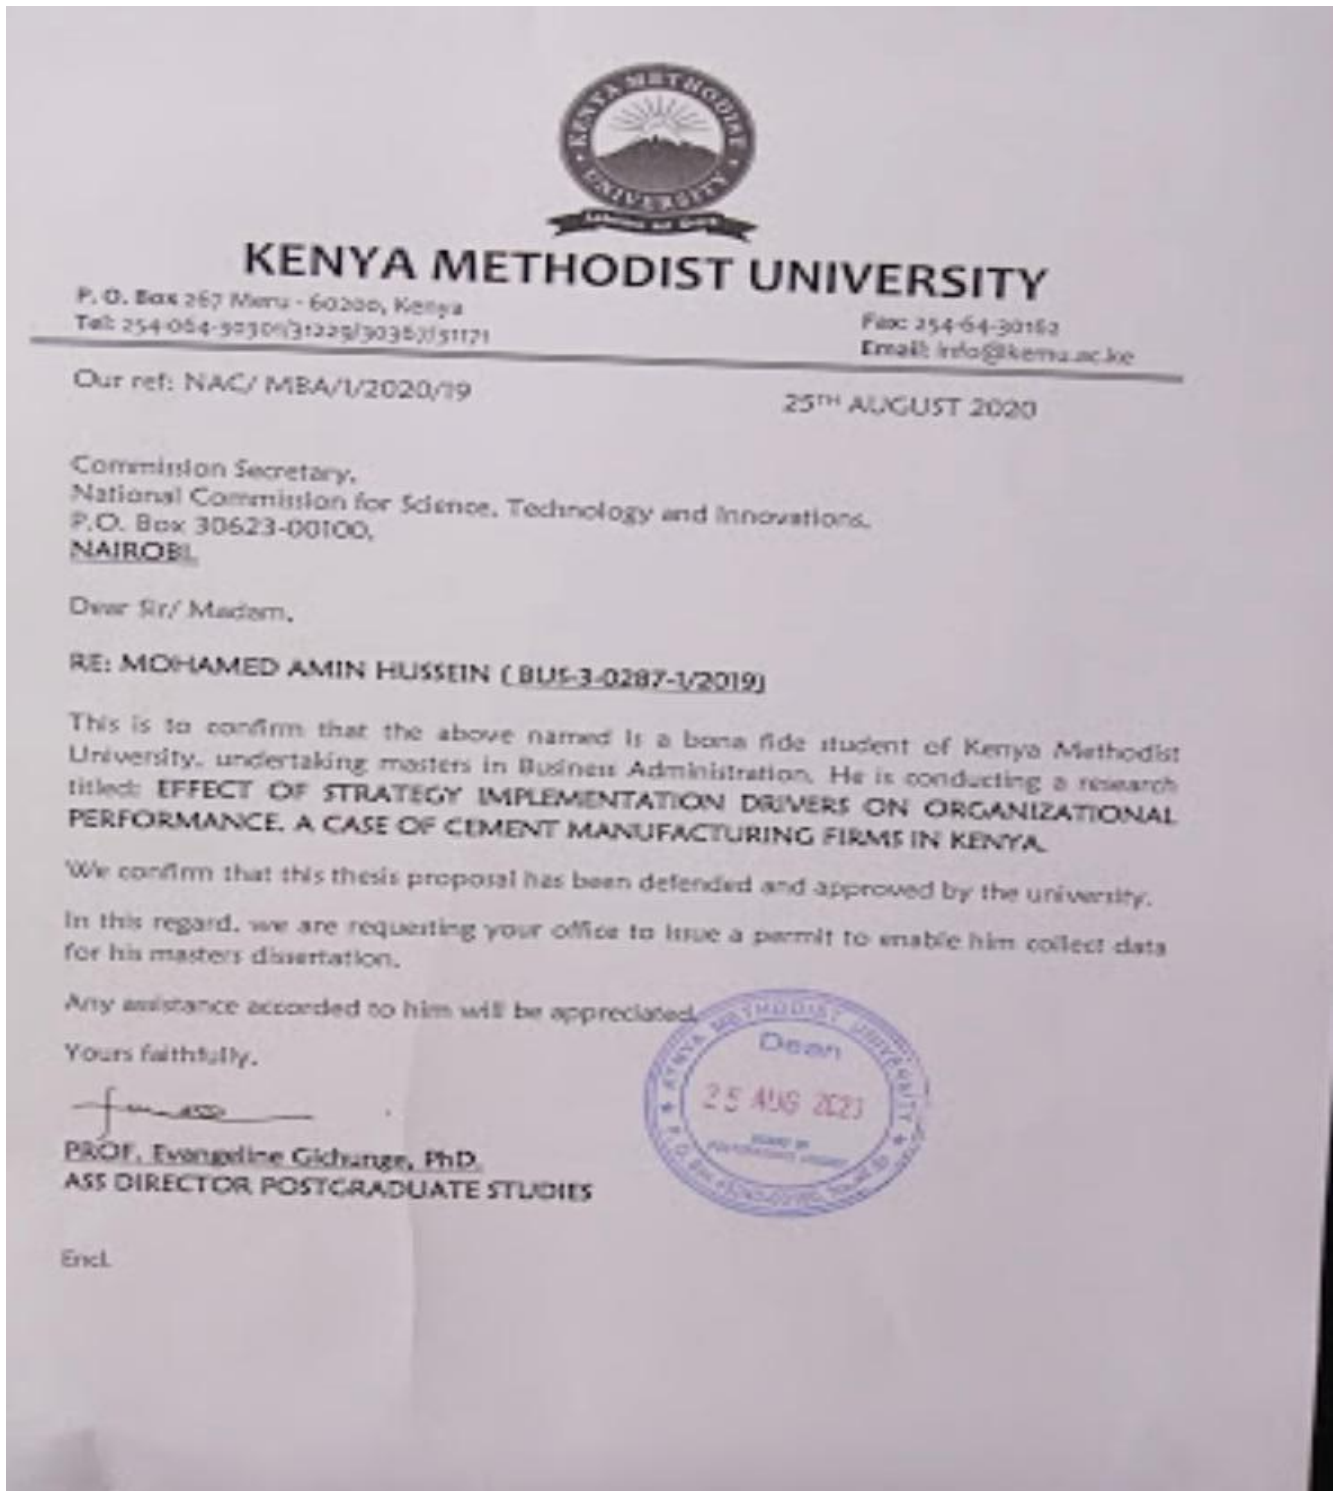 KENYA METHODIST
UNIVERSITY
KENYA METHODIST UNIVERSITY
P. O. Box 267 Meru - 60200, Kenya
Tel: 254-064-30301/31229/30367/31171
Fax: 254-64-30162
Email: info@kemu.ac.ke
Our ref: NAC/ MBA/1/2020/19
25TH AUGUST 2020
Commission Secretary,
National Commission for Science, Technology and Innovations,
P.O. Box 30623-00100,
NAIROBI.
Dear Sir/ Madam,
RE: MOHAMED AMIN HUSSEIN ( BUS-3-0287-1/2019)
This is to confirm that the above named is a bona fide student of Kenya Methodist
University, undertaking masters in Business Administration. He is conducting a research
titled: EFFECT OF STRATEGY IMPLEMENTATION DRIVERS ON ORGANIZATIONAL
PERFORMANCE. A CASE OF CEMENT MANUFACTURING FIRMS IN KENYA.
We confirm that this thesis proposal has been defended and approved by the university.
In this regard, we are requesting your office to issue a permit to enable him collect data
for his masters dissertation.
Any assistance accorded to him will be appreciated.
Yours faithfully,
KENYA METHODIST UNIVERSITY
Dean
25 AUG
PROF. Evangeline Gichunge, PhD.
ASS DIRECTOR POSTGRADUATE STUDIES
Encl.